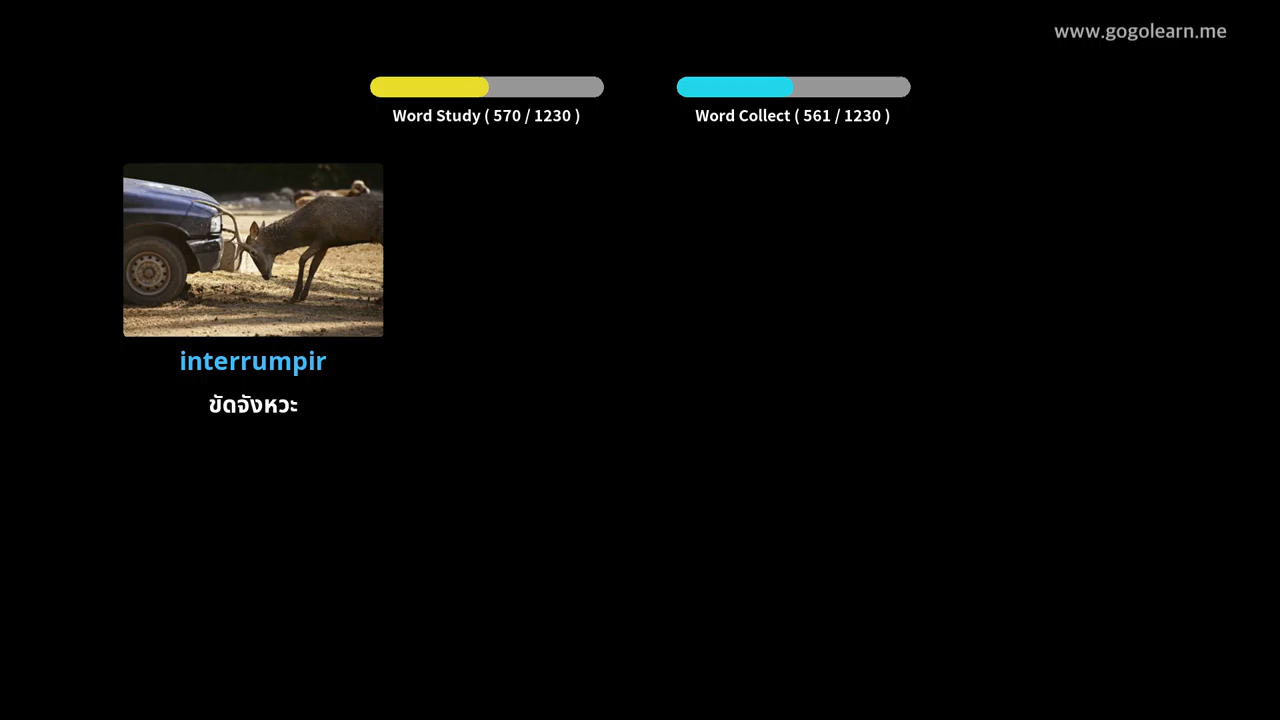 www.gogolearn.me
Word Study ( 570 / 1230 )
Word Collect ( 561 / 1230 )
interrumpir
ขัดจังหวะ